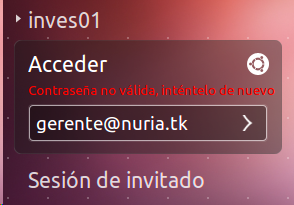 inves01
Acceder
Contraseña no válida, inténtelo de nuevo
gerente@nuria.tk
Sesión de invitado